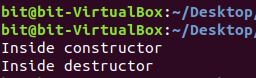 bit@bit-VirtualBox:~/Desktop/
bit@bit-VirtualBox:~/Desktop/
Inside constructor
Inside destructor